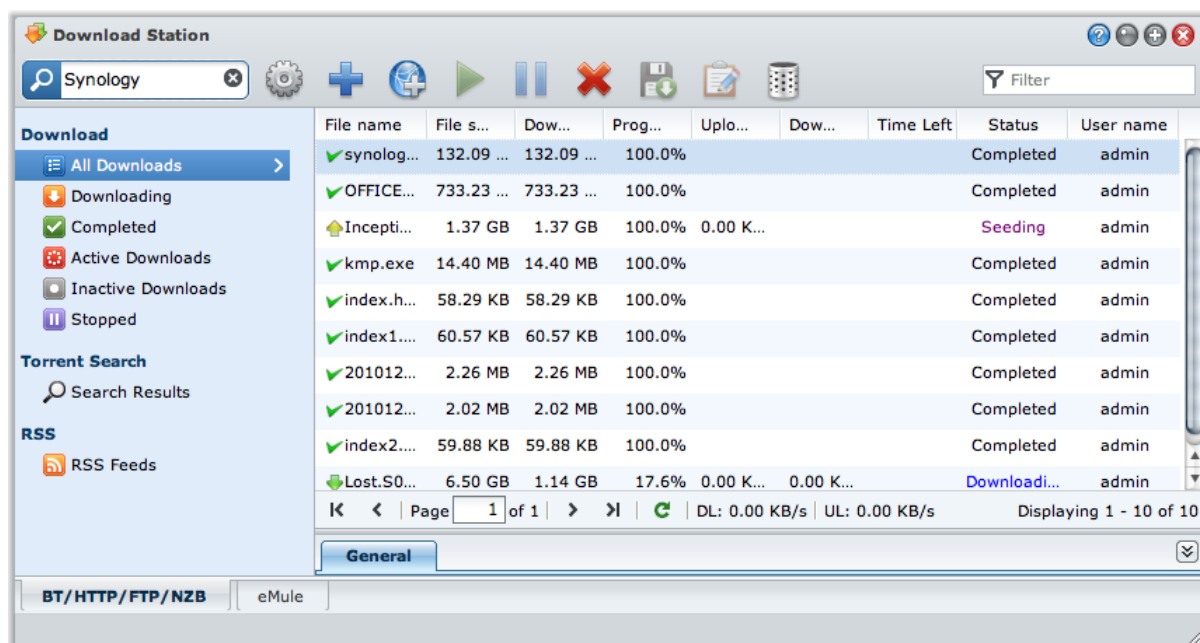 Download Station
Synology
Filter
Download
All Downloads
Downloading
Completed
Active Downloads
Inactive Downloads
Stopped
Torrent Search
Search Results
RSS
RSS Feeds
File name File s... Dow... Prog... Uplo... Dow... Time Left Status User name
synolog... 132.09 ... 132.09 ... 100.0% Completed admin
OFFICE... 733.23 ... 733.23 ... 100.0% Completed admin
Incepti... 1.37 GB 1.37 GB 100.0% 0.00 K... Seeding admin
kmp.exe 14.40 MB 14.40 MB 100.0% Completed admin
index.h... 58.29 KB 58.29 KB 100.0% Completed admin
index1.... 60.57 KB 60.57 KB 100.0% Completed admin
201012... 2.26 MB 2.26 MB 100.0% Completed admin
201012... 2.02 MB 2.02 MB 100.0% Completed admin
index2.... 59.88 KB 59.88 KB 100.0% Completed admin
Lost.S0... 6.50 GB 1.14 GB 17.6% 0.00 K... 0.00 K... Downloadi... admin
Page 1 of 1 DL: 0.00 KB/s UL: 0.00 KB/s Displaying 1 - 10 of 10
General
BT/HTTP/FTP/NZB eMule